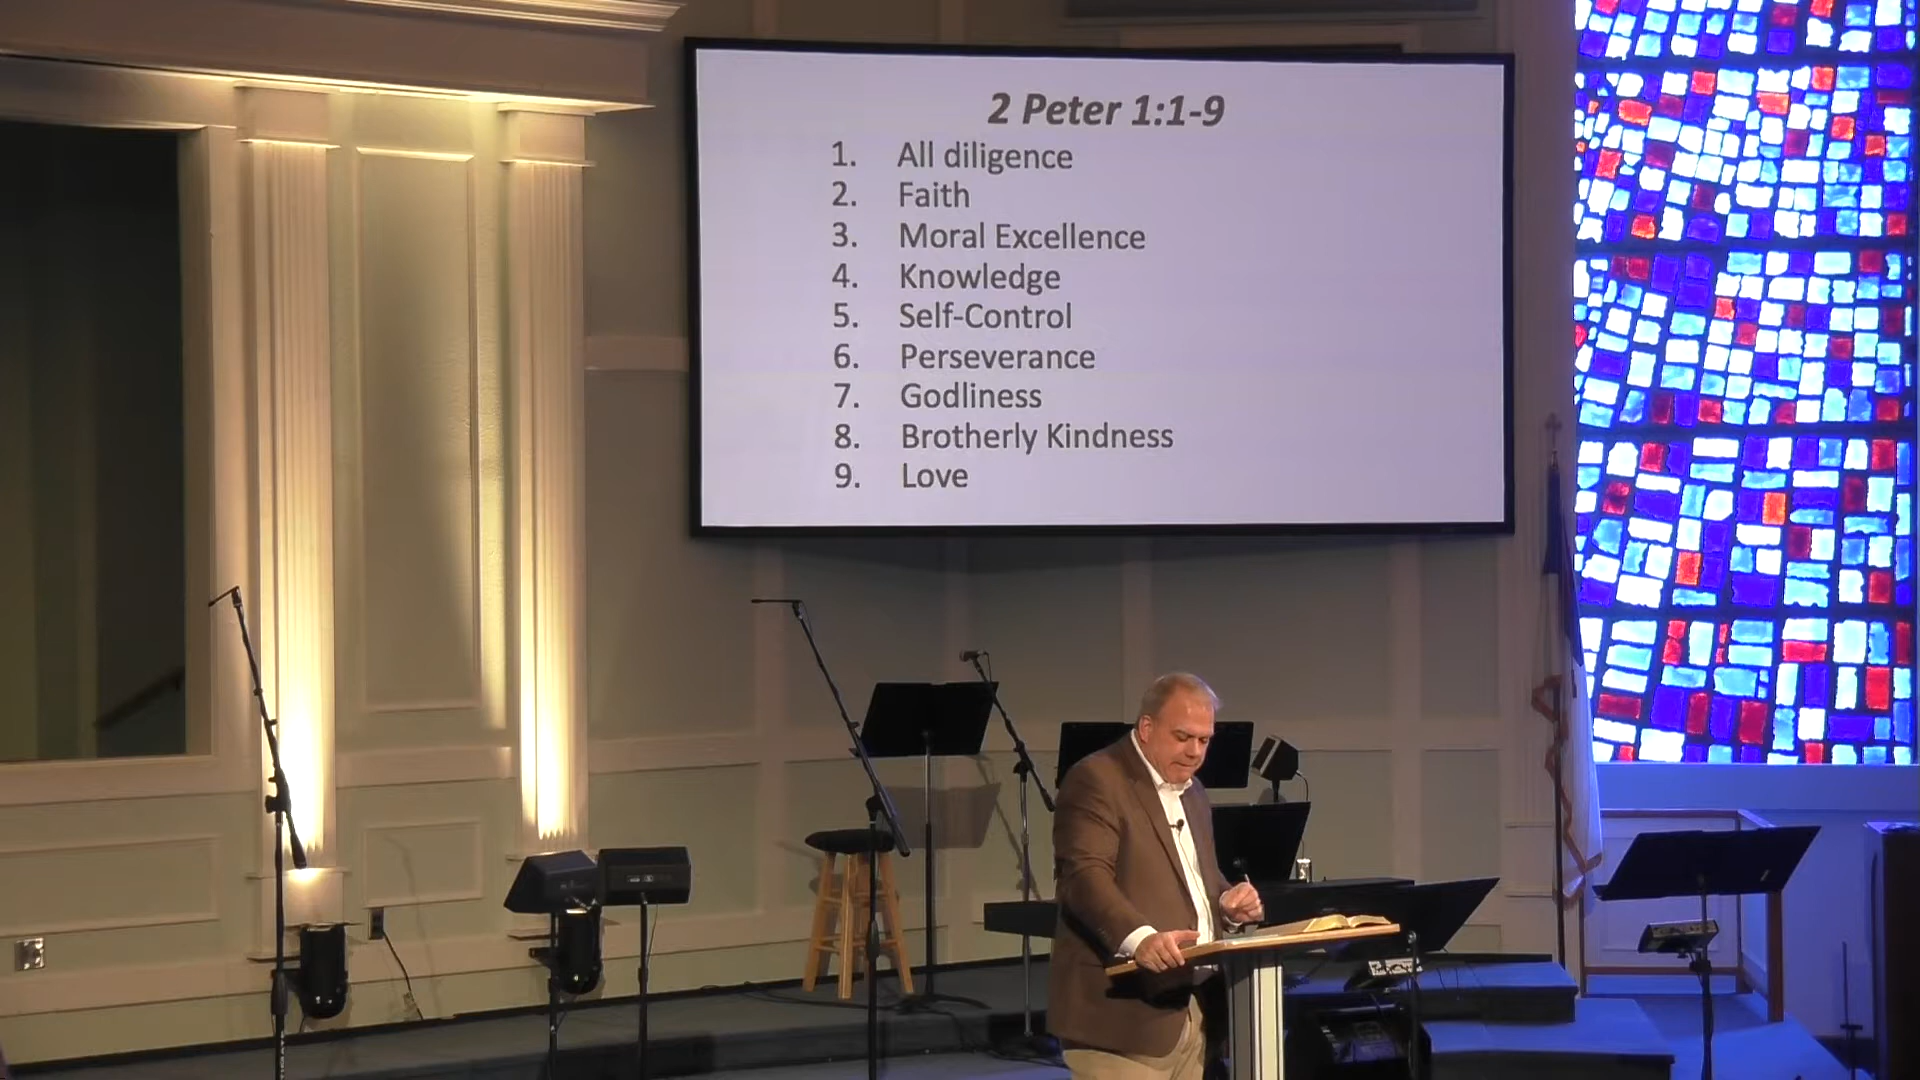 2 Peter 1:1-9
1. All diligence
2. Faith
3. Moral Excellence
4. Knowledge
5. Self-Control
6. Perseverance
7. Godliness
8. Brotherly Kindness
9. Love